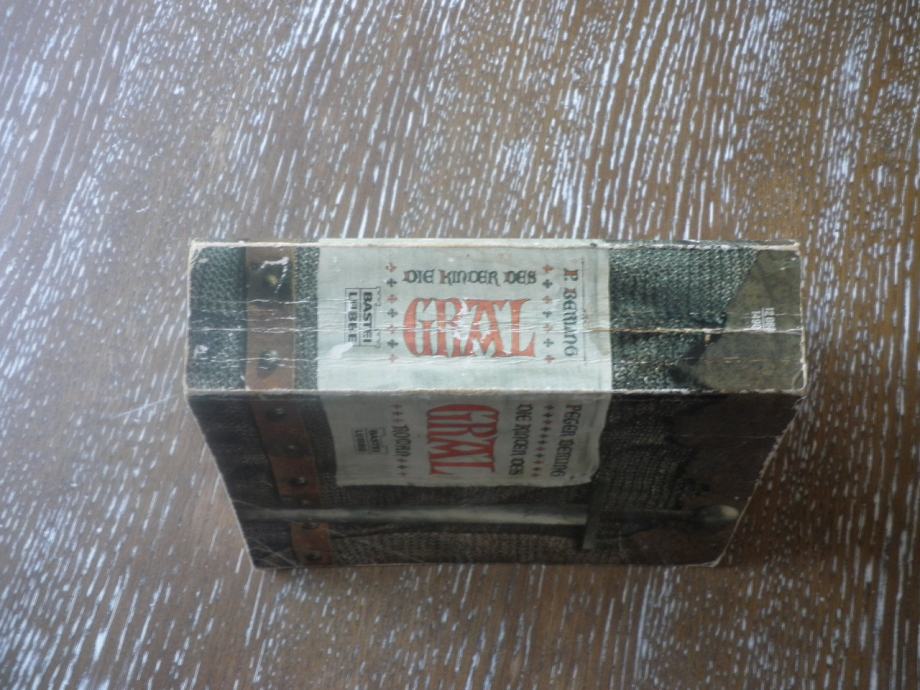 P. BERLING
DIE KINDER DES
GRAL
BASTEI
LÜBBE
PETER BERLING
DIE KINDER DES
GRAL
ROMAN
BASTEI
LÜBBE